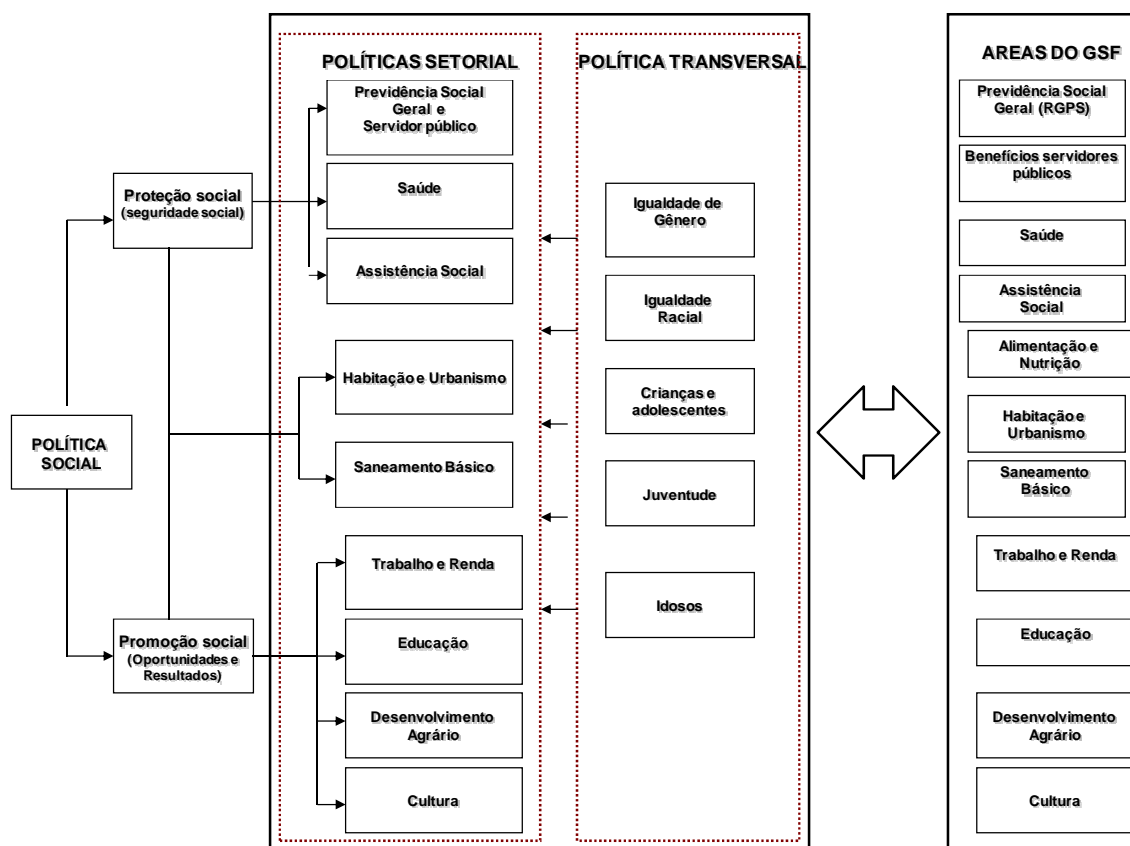 POLÍTICA
SOCIAL
Proteção social
(seguridade social)
Promoção social
(Oportunidades e
Resultados)
POLÍTICAS SETORIAL
Previdência Social
Geral e
Servidor público
Saúde
Assistência Social
Habitação e Urbanismo
Saneamento Básico
Trabalho e Renda
Educação
Desenvolvimento
Agrário
Cultura
POLÍTICA TRANSVERSAL
Igualdade de
Gênero
Igualdade
Racial
Crianças e
adolescentes
Juventude
Idosos
AREAS DO GSF
Previdência Social
Geral (RGPS)
Benefícios servidores
públicos
Saúde
Assistência
Social
Alimentação e
Nutrição
Habitação e
Urbanismo
Saneamento
Básico
Trabalho e Renda
Educação
Desenvolvimento
Agrário
Cultura